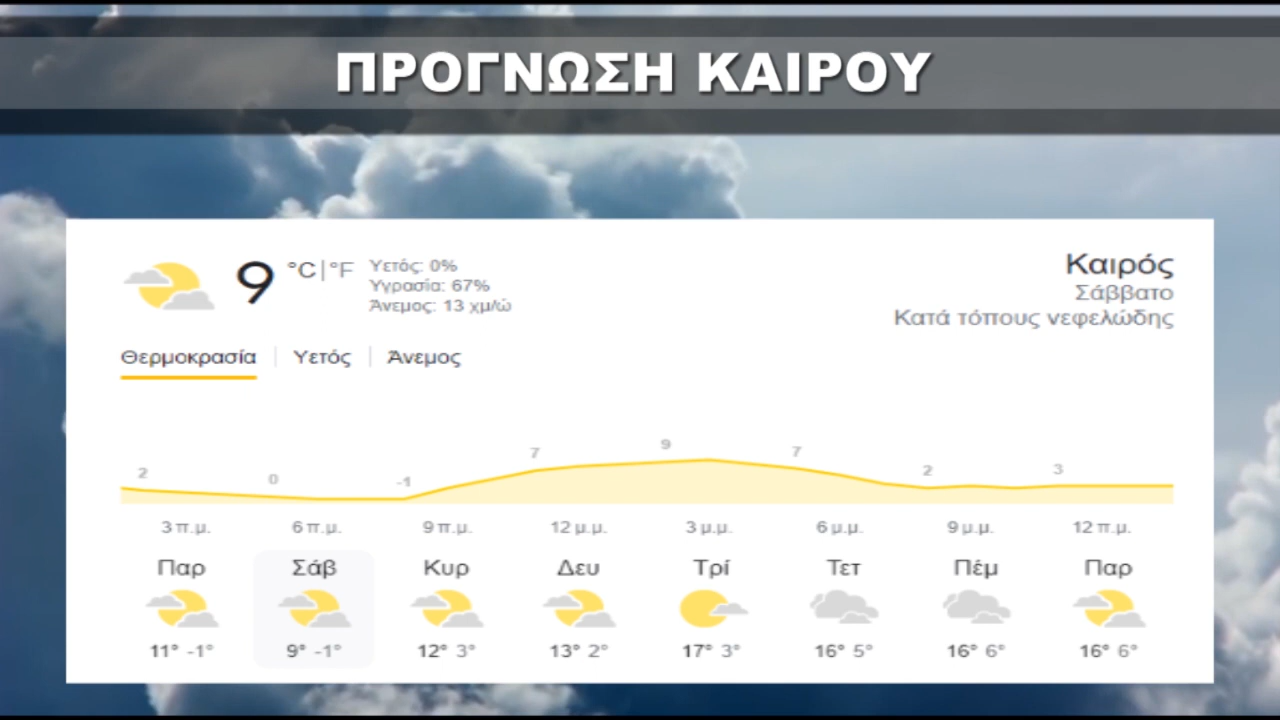 ΠΡΟΓΝΩΣΗ ΚΑΙΡΟΥ
9 °C|°F
Υετός: 0%
Υγρασία: 67%
Άνεμος: 13 χμ/ώ
Καιρός
Σάββατο
Κατά τόπους νεφελώδης
Θερμοκρασία | Υετός | Άνεμος
2 0 -1 7 9 7 2 3
3 π.μ. 6 π.μ. 9 π.μ. 12 μ.μ. 3 μ.μ. 6 μ.μ. 9 μ.μ. 12 π.μ.
Παρ Σάβ Κυρ Δευ Τρί Τετ Πέμ Παρ
11° -1° 9° -1° 12° 3° 13° 2° 17° 3° 16° 5° 16° 6° 16° 6°